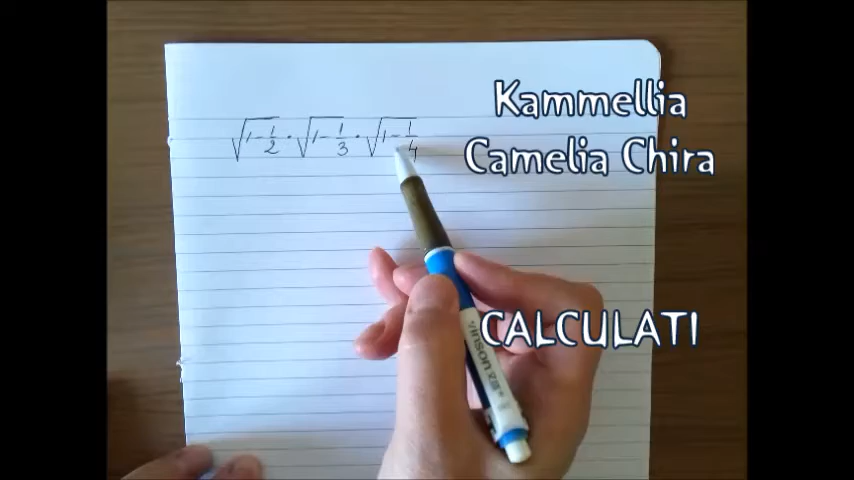 Kammellia
√1-1/2 · √1-1/3 · √1-1/4
Camelia Chira
CALCULATI